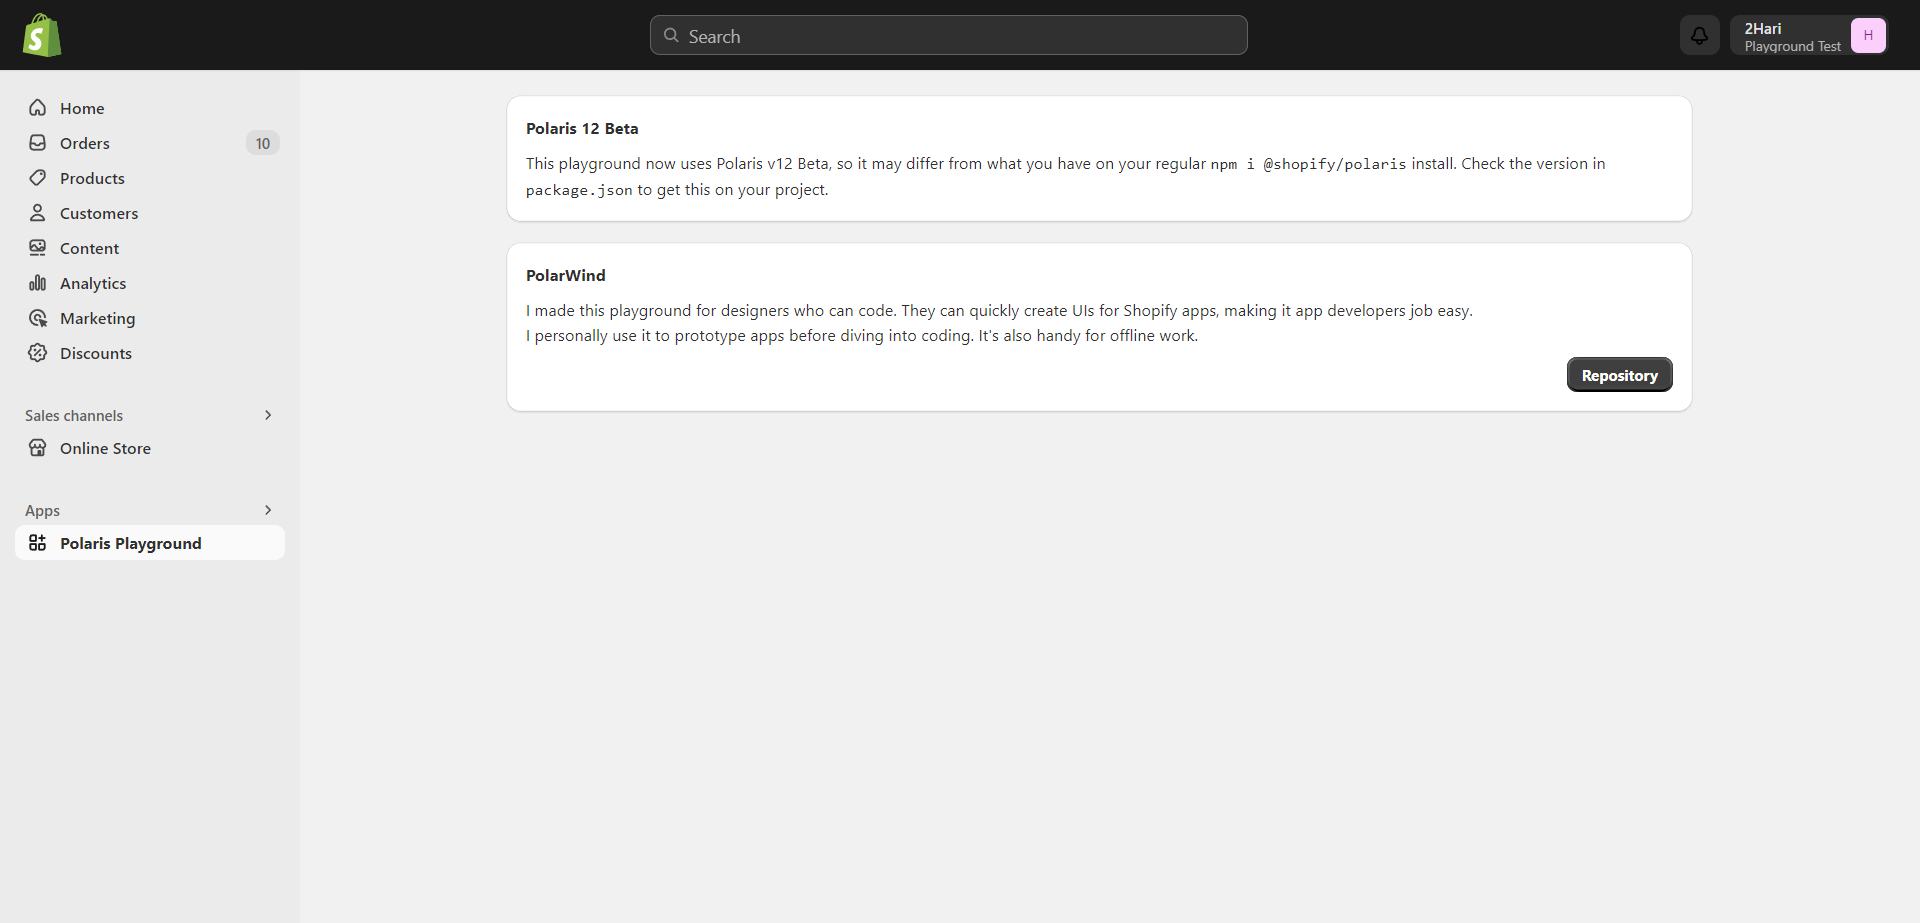 S
Search
2Hari
Playground Test
H
Home
Orders
10
Products
Customers
Content
Analytics
Marketing
Discounts
Sales channels
Online Store
Apps
Polaris Playground
Polaris 12 Beta
This playground now uses Polaris v12 Beta, so it may differ from what you have on your regular npm i @shopify/polaris install. Check the version in
package.json to get this on your project.
PolarWind
I made this playground for designers who can code. They can quickly create UIs for Shopify apps, making it app developers job easy.
I personally use it to prototype apps before diving into coding. It's also handy for offline work.
Repository